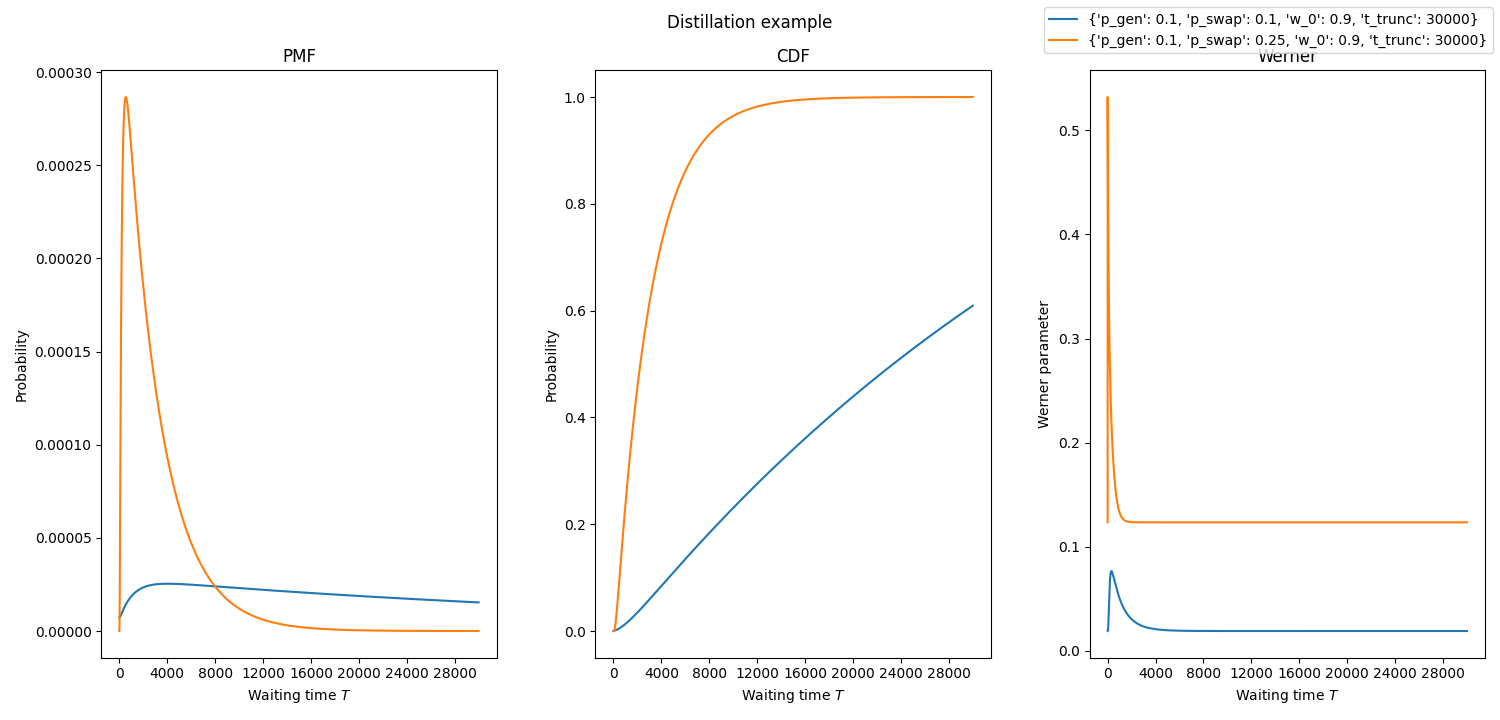 Distillation example
{'p_gen': 0.1, 'p_swap': 0.1, 'w_0': 0.9, 't_trunc': 30000}
{'p_gen': 0.1, 'p_swap': 0.25, 'w_0': 0.9, 't_trunc': 30000}
PMF
0.00030
0.00025
0.00020
0.00015
0.00010
0.00005
0.00000
Probability
0 4000 8000 12000 16000 20000 24000 28000
Waiting time T
CDF
1.0
0.8
0.6
0.4
0.2
0.0
Probability
0 4000 8000 12000 16000 20000 24000 28000
Waiting time T
Werner
0.5
0.4
0.3
0.2
0.1
0.0
Werner parameter
0 4000 8000 12000 16000 20000 24000 28000
Waiting time T